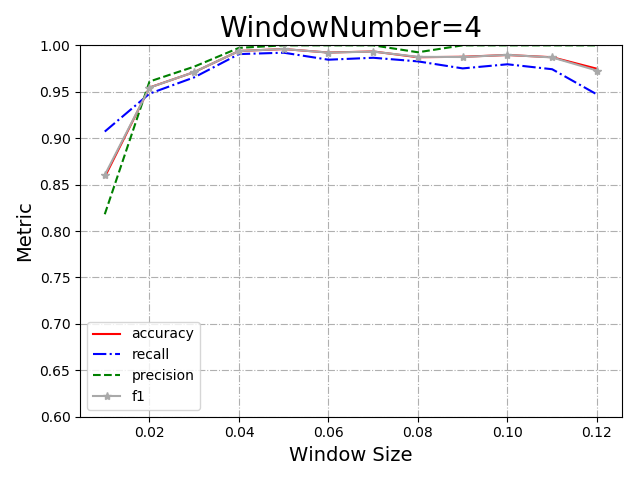 WindowNumber=4
1.00
0.95
0.90
0.85
0.80
0.75
0.70
0.65
0.60
Metric
accuracy
recall
precision
f1
0.02 0.04 0.06 0.08 0.10 0.12
Window Size